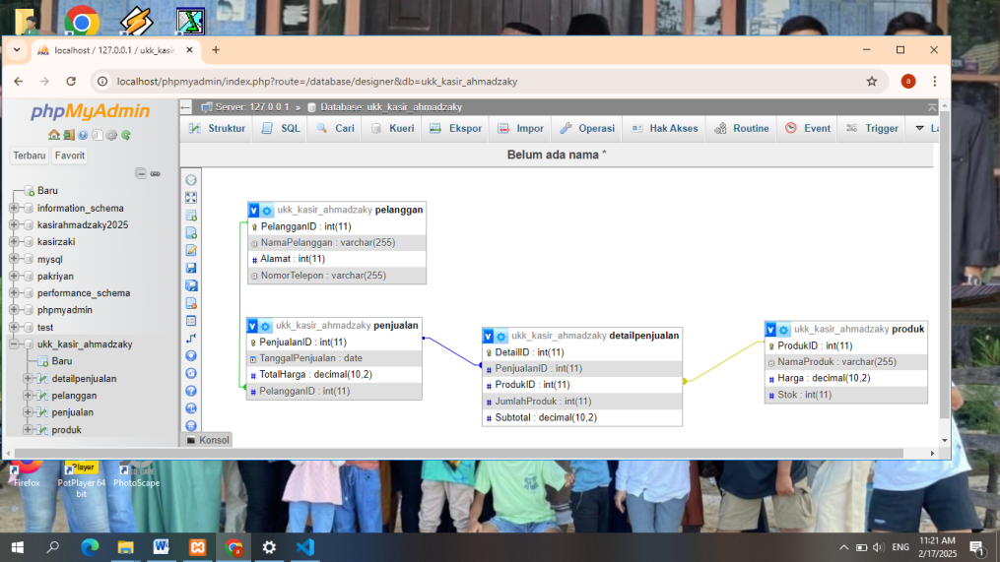 localhost / 127.0.0.1 / ukk_kasir
localhost/phpmyadmin/index.php?route=/database/designer&db=ukk_kasir_ahmadzaky
a
phpMyAdmin
Terbaru Favorit
Baru
information_schema
kasirahmadzaky2025
kasirzaki
mysql
pakriyan
performance_schema
phpmyadmin
test
ukk_kasir_ahmadzaky
Baru
detailpenjualan
pelanggan
penjualan
produk
Server: 127.0.0.1 » Database: ukk_kasir_ahmadzaky
Struktur SQL Cari Kueri Ekspor Impor Operasi Hak Akses Routine Event Trigger
Belum ada nama *
v ukk_kasir_ahmadzaky pelanggan
PelangganID : int(11)
NamaPelanggan : varchar(255)
# Alamat : int(11)
NomorTelepon : varchar(255)
v ukk_kasir_ahmadzaky penjualan
PenjualanID : int(11)
TanggalPenjualan : date
# TotalHarga : decimal(10,2)
# PelangganID : int(11)
v ukk_kasir_ahmadzaky detailpenjualan
DetailID : int(11)
# PenjualanID : int(11)
# ProdukID : int(11)
# JumlahProduk : int(11)
# Subtotal : decimal(10,2)
v ukk_kasir_ahmadzaky produk
ProdukID : int(11)
NamaProduk : varchar(255)
# Harga : decimal(10,2)
# Stok : int(11)
Konsol
Firefox
Player
PotPlayer 64 bit
PhotoScape
ENG
11:21 AM
2/17/2025
1